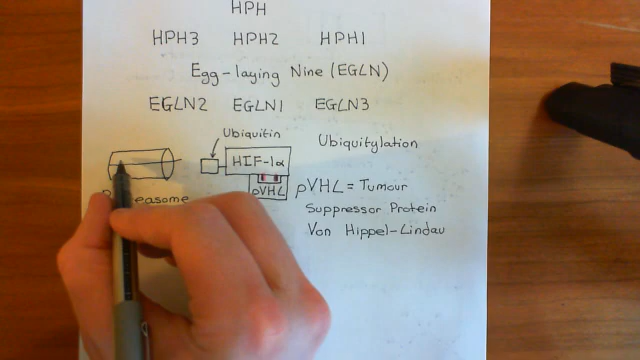 HPH
HPH3 HPH2 HPH1
Egg-laying Nine (EGLN)
EGLN2 EGLN1 EGLN3
Ubiquitin
Ubiquitylation
HIF-1α
pVHL
pVHL = Tumour
Suppressor Protein
Von Hippel-Lindau